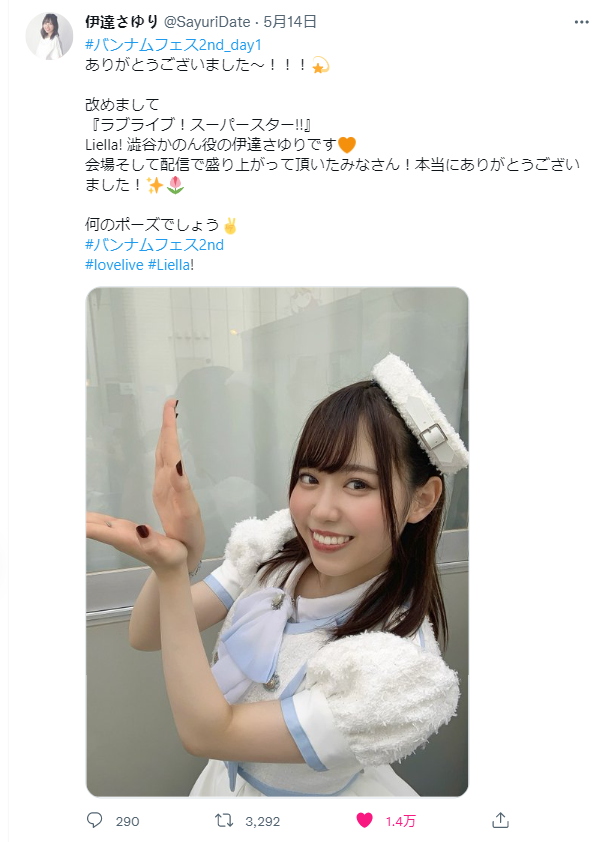 伊達さゆり @SayuriDate · 5月14日
#バンナムフェス2nd_day1
ありがとうございました〜！！！💫
改めまして
『ラブライブ！スーパースター!!』
Liella! 澁谷かのん役の伊達さゆりです🧡
会場そして配信で盛り上がって頂いたみなさん！本当にありがとうござい
ました！✨🌷
何のポーズでしょう✌
#バンナムフェス2nd
#lovelive #Liella!
290 3,292 1.4万